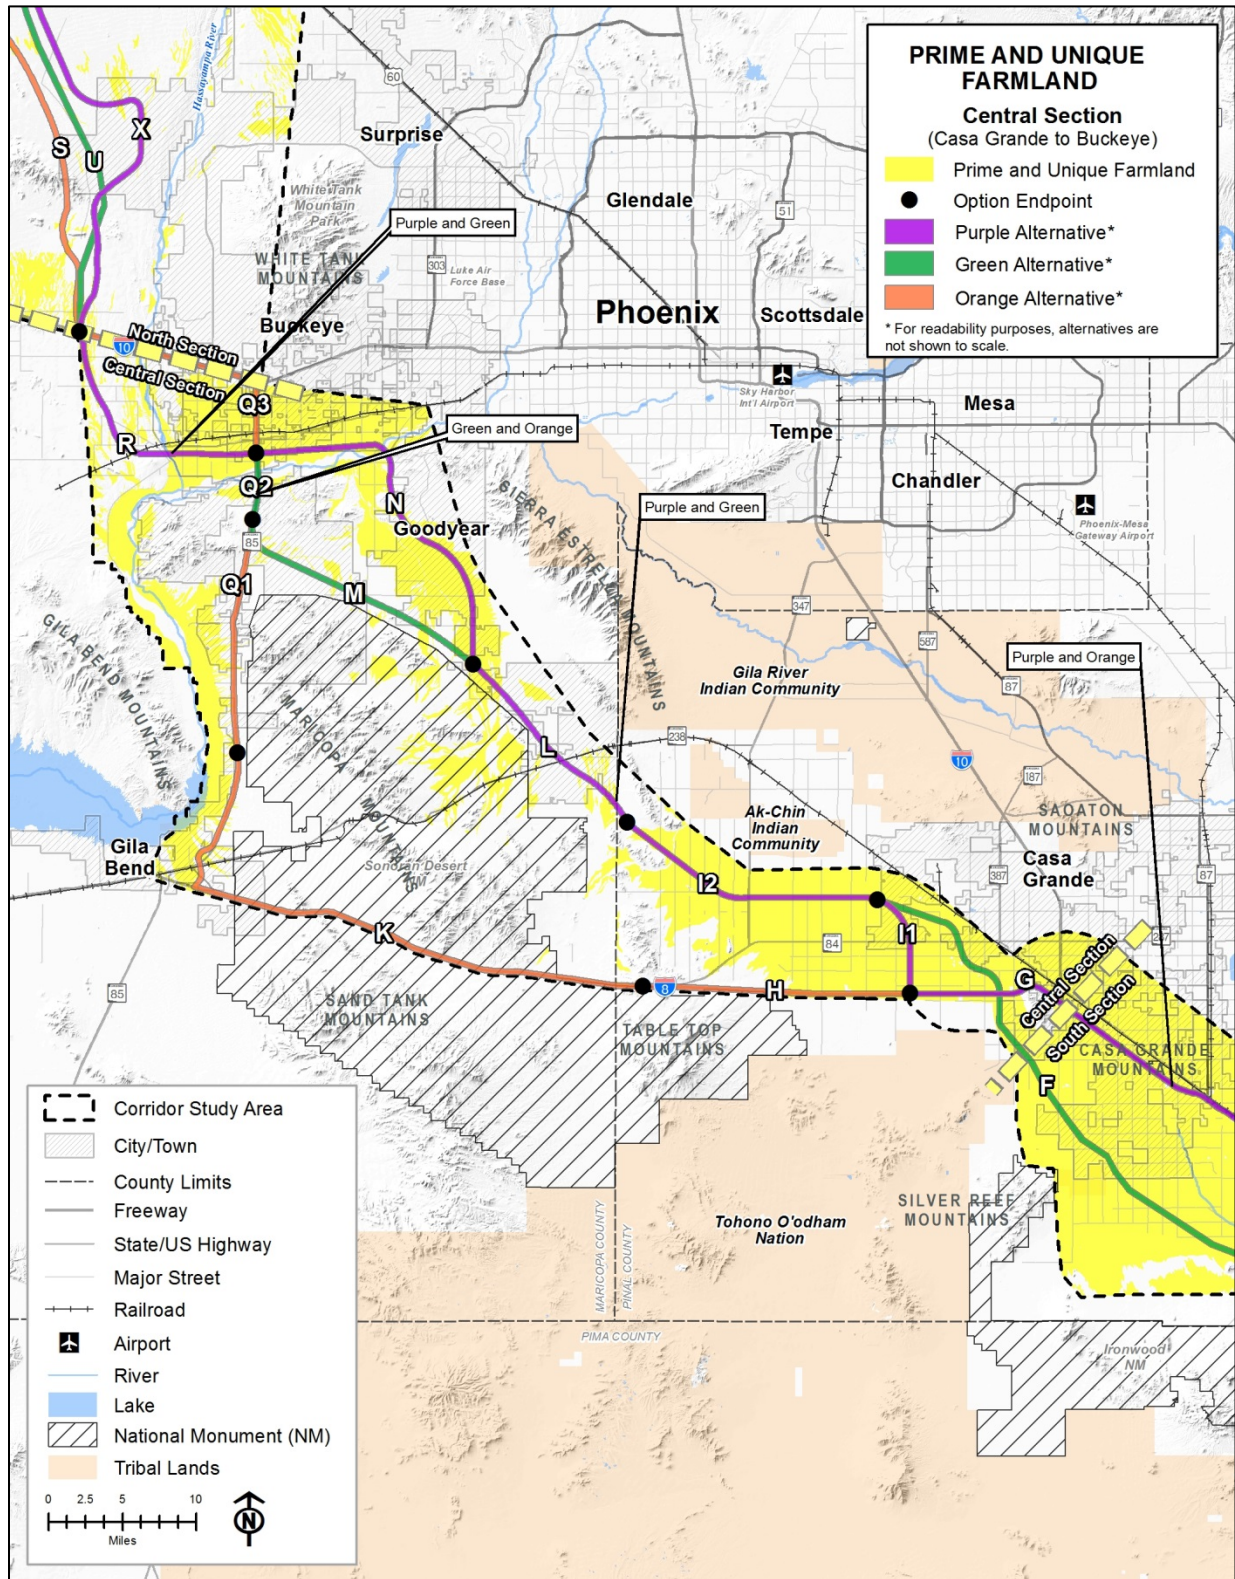 PRIME AND UNIQUE
FARMLAND
Central Section
(Casa Grande to Buckeye)
Prime and Unique Farmland
Option Endpoint
Purple Alternative*
Green Alternative*
Orange Alternative*
* For readability purposes, alternatives are
not shown to scale.
Hassayampa River
60
Surprise
X
S
U
White Tank
Mountain
Park
Glendale
51
Purple and Green
WHITE TANK
MOUNTAINS
303
Luke Air
Force Base
Phoenix
Scottsdale
Buckeye
North Section
10
Central Section
Sky Harbor
Int'l Airport
Mesa
Q3
Tempe
Green and Orange
R
Chandler
Q2
N
Goodyear
SIERRA ESTRELLA MOUNTAINS
Purple and Green
Phoenix-Mesa
Gateway Airport
85
Q1
M
347
587
GILA BEND MOUNTAINS
Purple and Orange
Gila River
Indian Community
87
MARICOPA
MOUNTAINS
L
238
10
187
Ak-Chin
Indian
Community
SAOATON
MOUNTAINS
Gila
Bend
Sonoran Desert
NM
Casa
Grande
387
87
I2
K
84
I1
287
Central Section
G
8
H
South Section
85
SAND TANK
MOUNTAINS
TABLE TOP
MOUNTAINS
CASA GRANDE
MOUNTAINS
F
Corridor Study Area
City/Town
County Limits
Freeway
State/US Highway
Major Street
Railroad
Airport
River
Lake
National Monument (NM)
Tribal Lands
0 2.5 5 10
Miles
N
SILVER REEF
MOUNTAINS
Tohono O'odham
Nation
MARICOPA COUNTY
PINAL COUNTY
PIMA COUNTY
Ironwood
NM